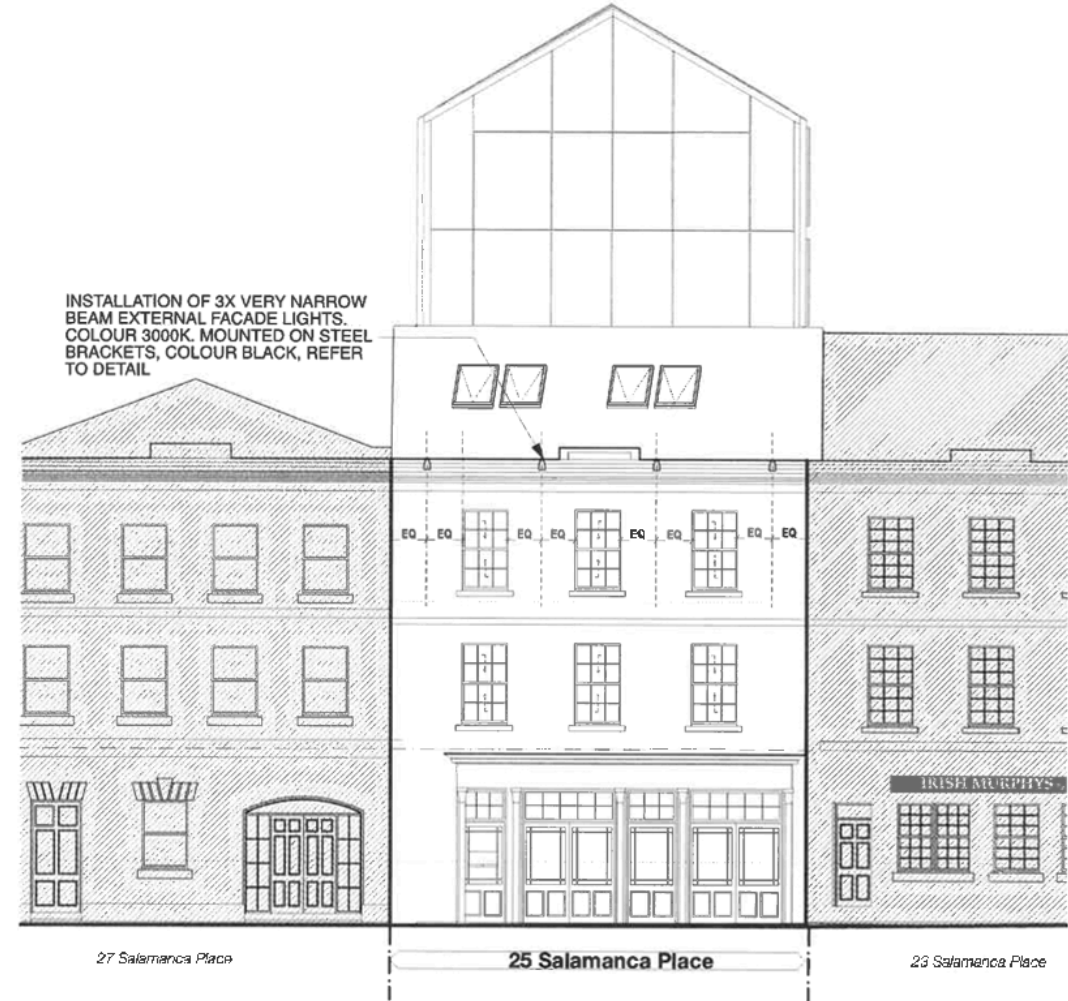 INSTALLATION OF 3X VERY NARROW
BEAM EXTERNAL FACADE LIGHTS.
COLOUR 3000K. MOUNTED ON STEEL
BRACKETS, COLOUR BLACK, REFER
TO DETAIL
EQ EQ EQ EQ EQ EQ EQ EQ
IRISH MURPHYS
27 Salamanca Place
25 Salamanca Place
23 Salamanca Place